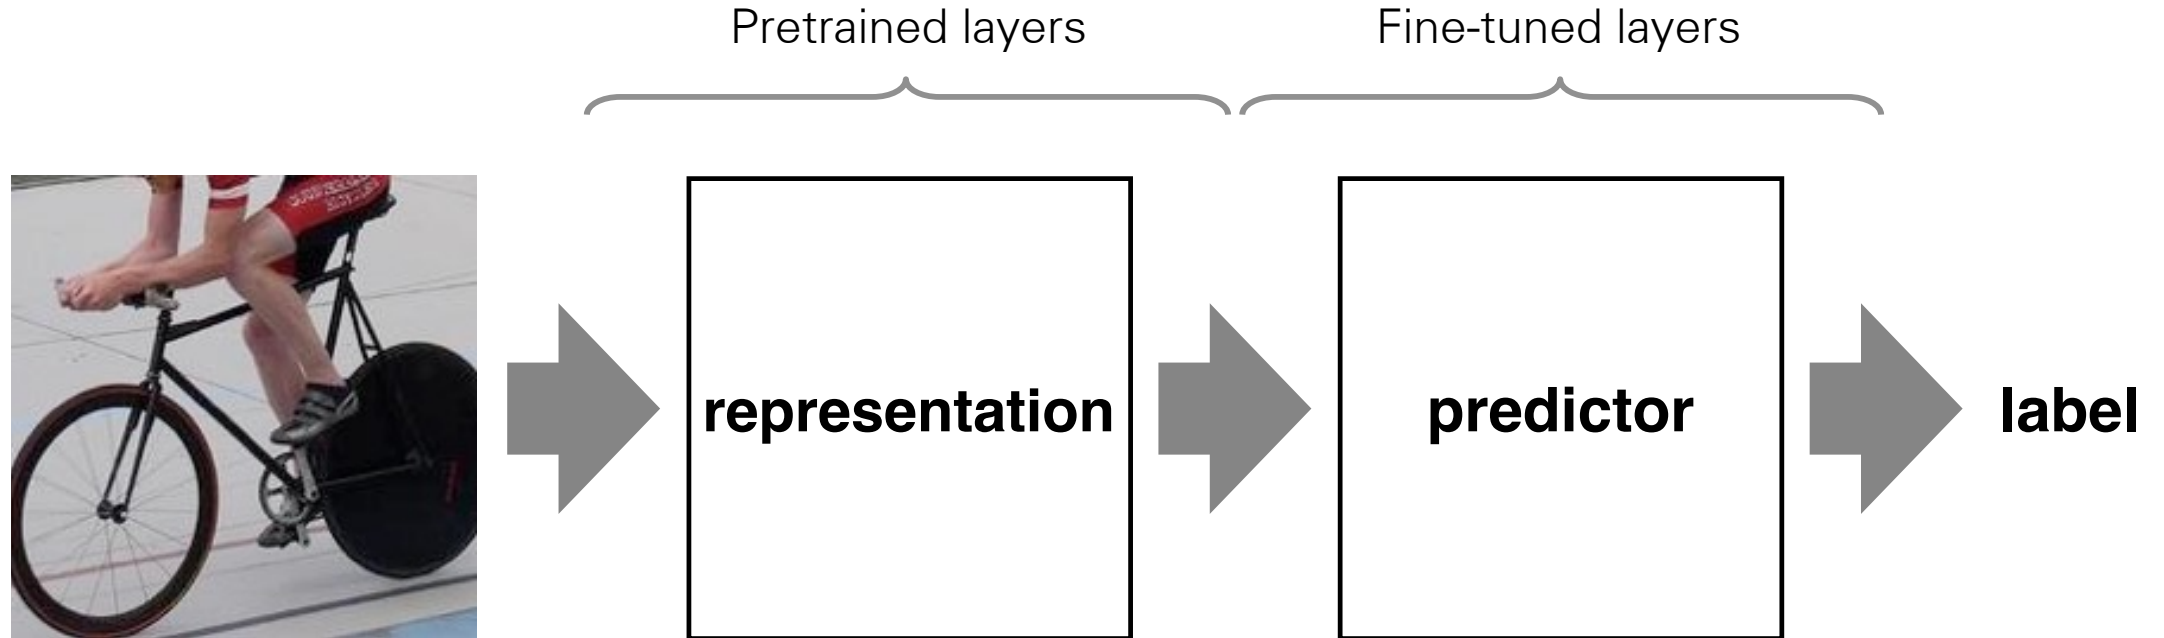 Pretrained layers
Fine-tuned layers
representation
predictor
label